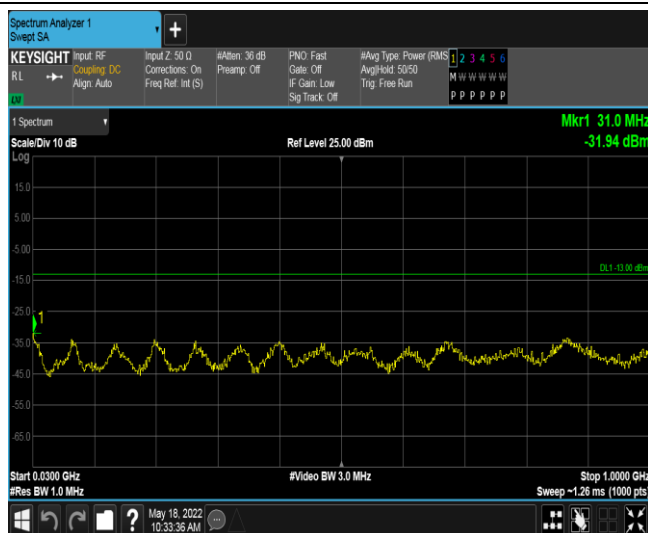 Spectrum Analyzer 1
Swept SA
+
KEYSIGHT
RL
LXI
Input: RF
Coupling: DC
Align: Auto
Input Z: 50 Ω
Corrections: On
Freq Ref: Int (S)
#Atten: 36 dB
Preamp: Off
PNO: Fast
Gate: Off
IF Gain: Low
Sig Track: Off
#Avg Type: Power (RMS
Avg|Hold: 50/50
Trig: Free Run
1 2 3 4 5 6
M W W W W W
P P P P P P
1 Spectrum
Scale/Div 10 dB
Ref Level 25.00 dBm
Mkr1 31.0 MHz
-31.94 dBm
Log
15.0
5.00
-5.00
DL1 -13.00 dBm
-15.0
-25.0
1
-35.0
-45.0
-55.0
-65.0
Start 0.0300 GHz
#Video BW 3.0 MHz
Stop 1.0000 GHz
#Res BW 1.0 MHz
Sweep ~1.26 ms (1000 pts)
?
May 18, 2022
10:33:36 AM